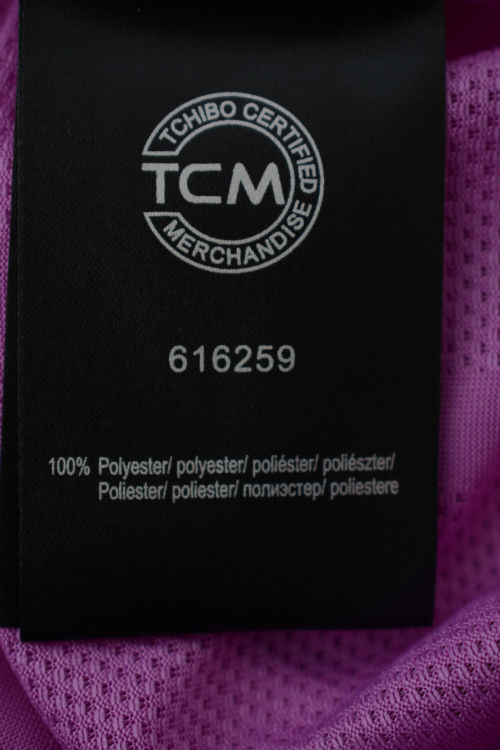 TCHIBO CERTIFIED
TCM
MERCHANDISE
616259
100% Polyester/ polyester/ poliéster/ poliészter/
Poliester/ poliester/ полиэстер/ poliestere